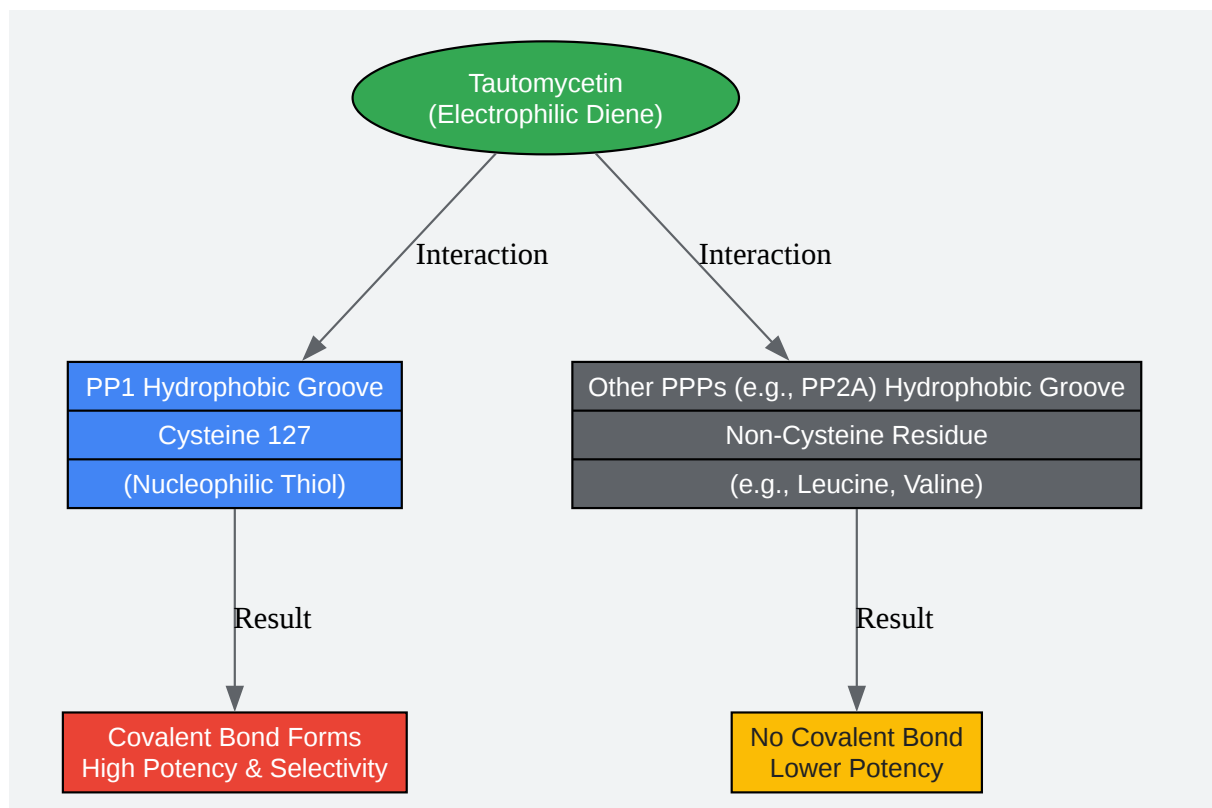 Tautomycetin
(Electrophilic Diene)
Interaction
Interaction
PP1 Hydrophobic Groove
Cysteine 127
(Nucleophilic Thiol)
Other PPPs (e.g., PP2A) Hydrophobic Groove
Non-Cysteine Residue
(e.g., Leucine, Valine)
Result
Result
Covalent Bond Forms
High Potency & Selectivity
No Covalent Bond
Lower Potency